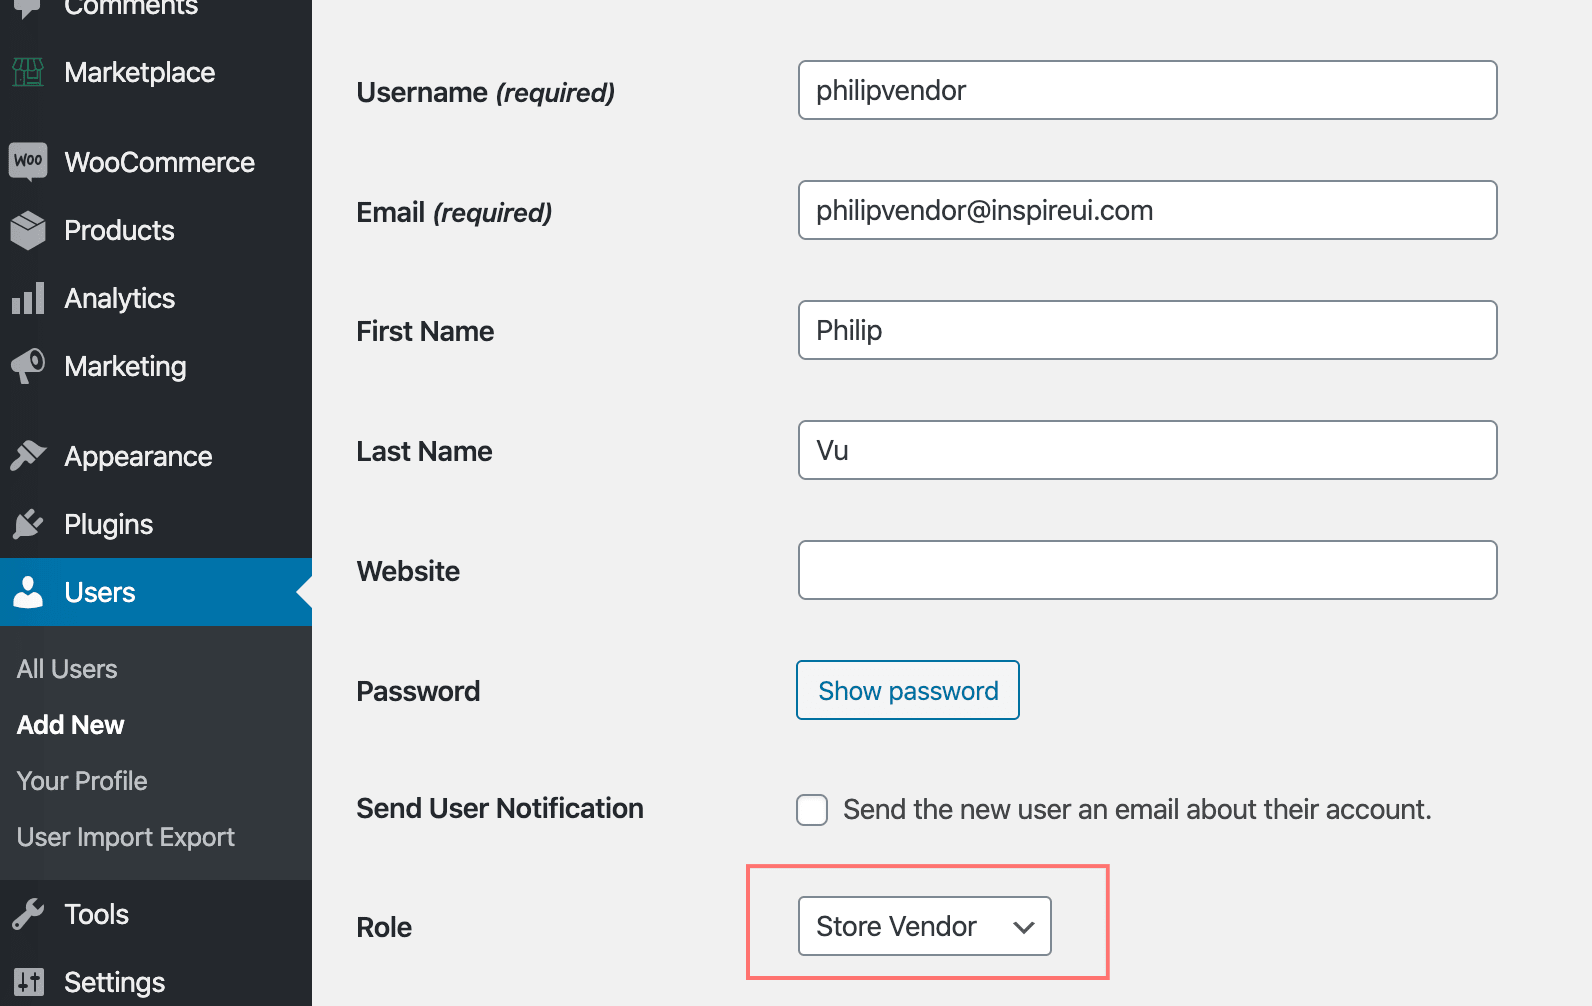 Comments
Marketplace
Woo
WooCommerce
Products
Analytics
Marketing
Appearance
Plugins
Users
All Users
Add New
Your Profile
User Import Export
Tools
Settings
Username (required)
philipvendor
Email (required)
philipvendor@inspireui.com
First Name
Philip
Last Name
Vu
Website
Password
Show password
Send User Notification
Send the new user an email about their account.
Role
Store Vendor